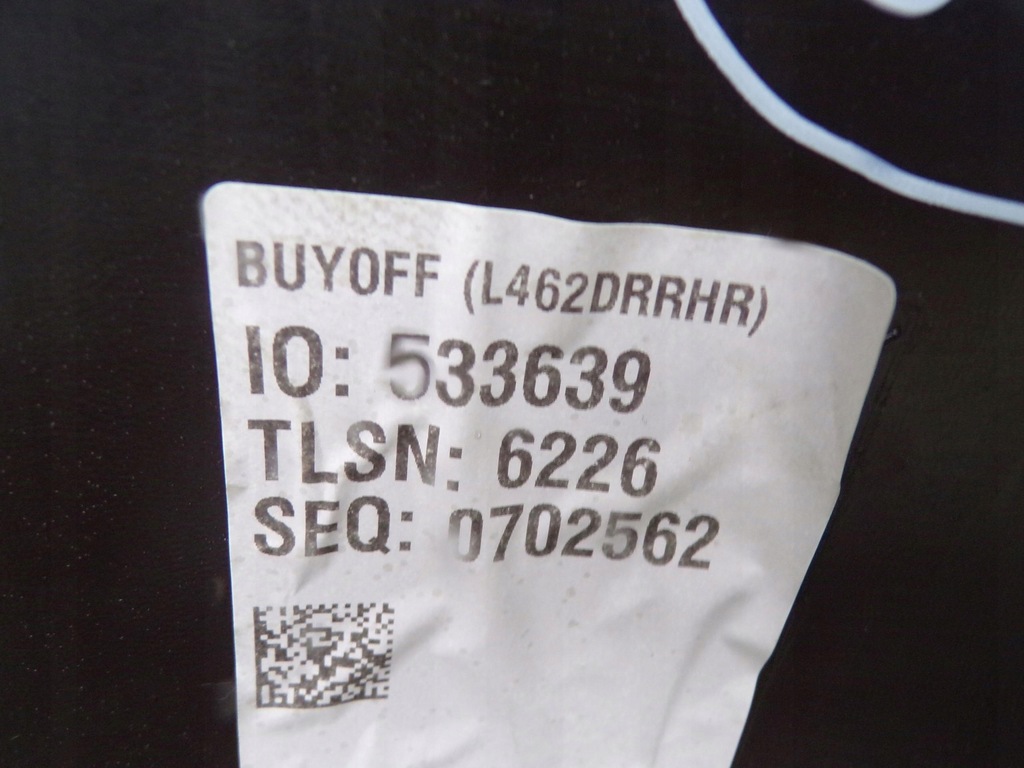 BUYOFF (L462DRRHR)
IO: 533639
TLSN: 6226
SEQ: 0702562